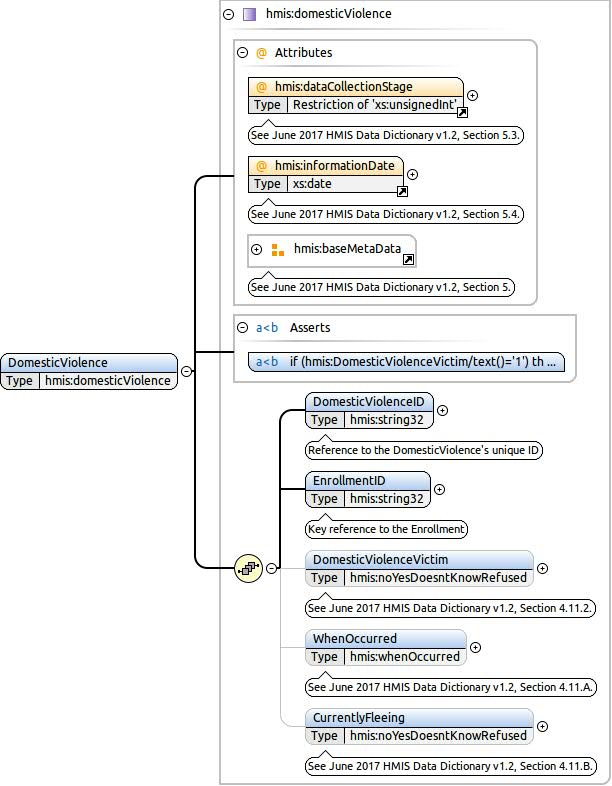 hmis:domesticViolence
@ Attributes
@ hmis:dataCollectionStage
Type Restriction of 'xs:unsignedInt'
See June 2017 HMIS Data Dictionary v1.2, Section 5.3.
@ hmis:informationDate
Type xs:date
See June 2017 HMIS Data Dictionary v1.2, Section 5.4.
hmis:baseMetaData
See June 2017 HMIS Data Dictionary v1.2, Section 5.
a<b Asserts
a<b if (hmis:DomesticViolenceVictim/text()='1') th ...
DomesticViolence
Type hmis:domesticViolence
DomesticViolenceID
Type hmis:string32
Reference to the DomesticViolence's unique ID
EnrollmentID
Type hmis:string32
Key reference to the Enrollment
DomesticViolenceVictim
Type hmis:noYesDoesntKnowRefused
See June 2017 HMIS Data Dictionary v1.2, Section 4.11.2.
WhenOccurred
Type hmis:whenOccurred
See June 2017 HMIS Data Dictionary v1.2, Section 4.11.A.
CurrentlyFleeing
Type hmis:noYesDoesntKnowRefused
See June 2017 HMIS Data Dictionary v1.2, Section 4.11.B.